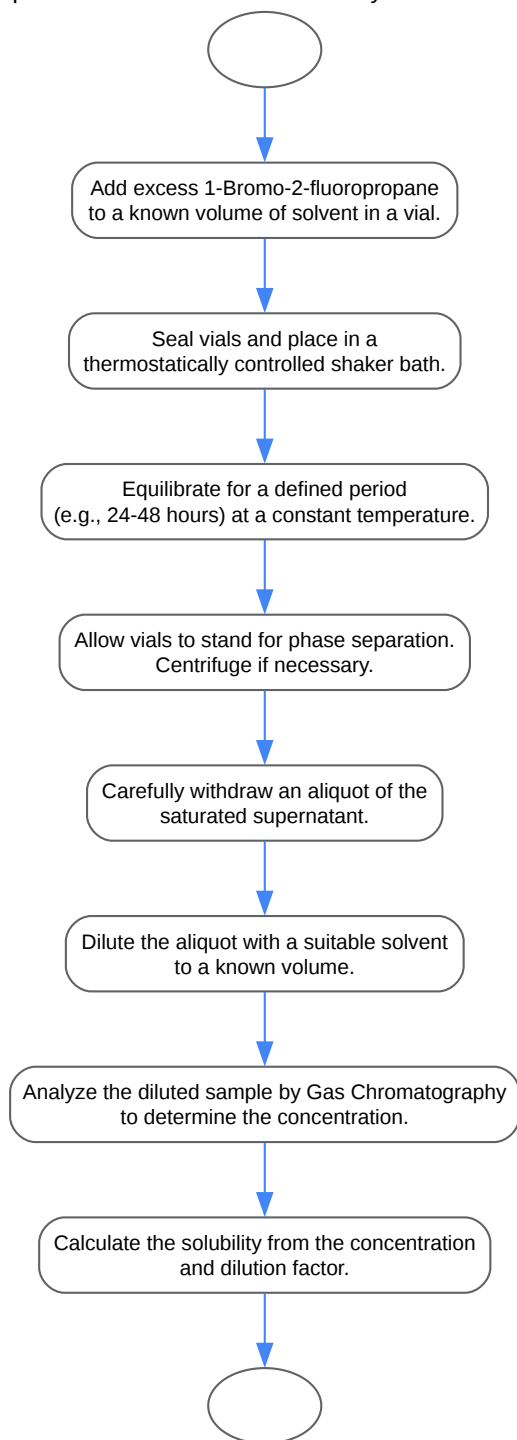 Add excess 1-Bromo-2-fluoropropane
to a known volume of solvent in a vial.
Seal vials and place in a
thermostatically controlled shaker bath.
Equilibrate for a defined period
(e.g., 24-48 hours) at a constant temperature.
Allow vials to stand for phase separation.
Centrifuge if necessary.
Carefully withdraw an aliquot of the
saturated supernatant.
Dilute the aliquot with a suitable solvent
to a known volume.
Analyze the diluted sample by Gas Chromatography
to determine the concentration.
Calculate the solubility from the concentration
and dilution factor.